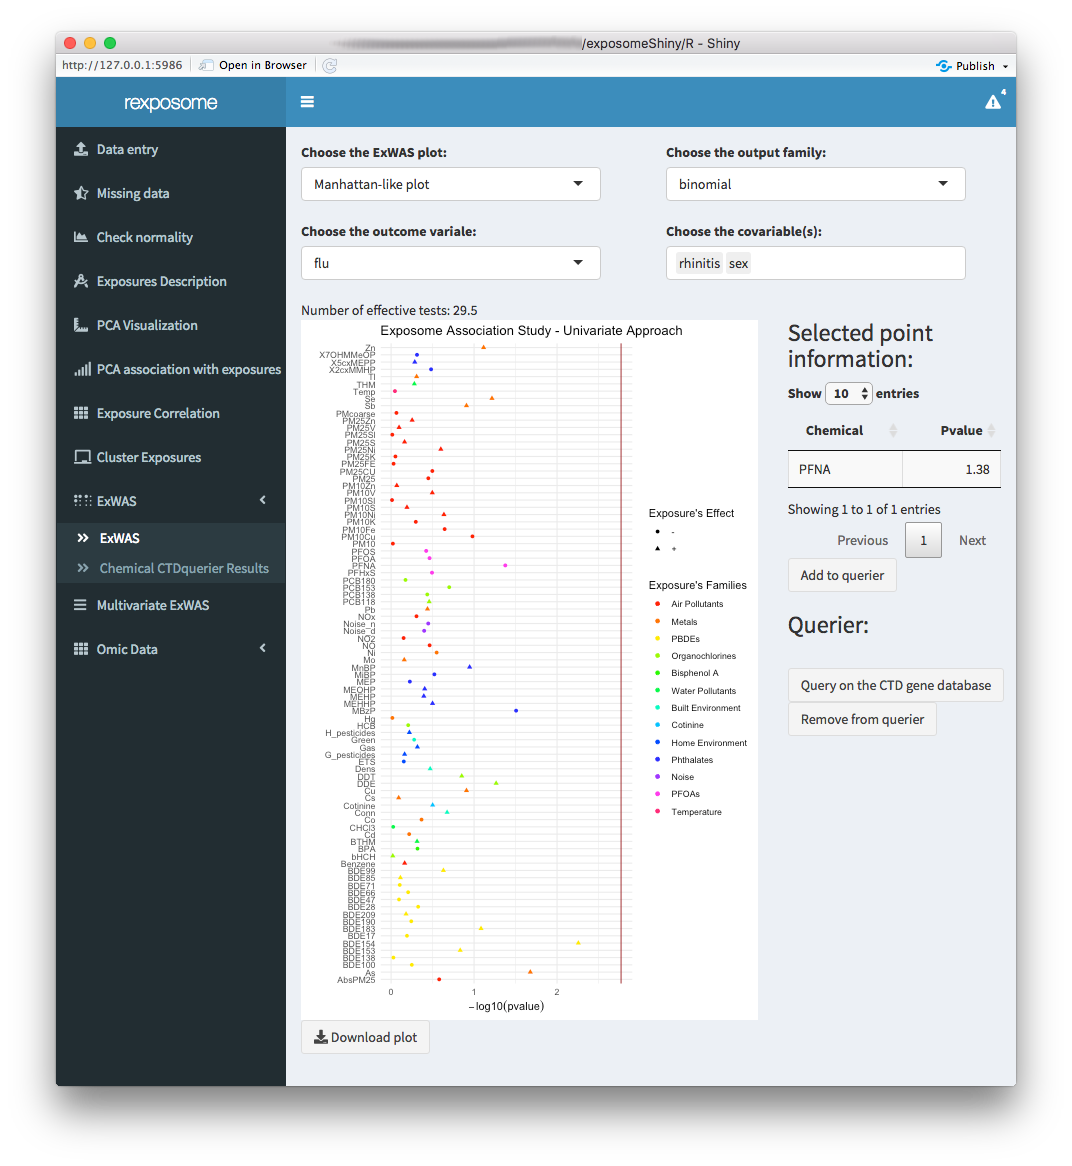 /exposomeShiny/R - Shiny
http://127.0.0.1:5986 Open in Browser Publish
rexposome 4
Data entry
Missing data
Check normality
Exposures Description
PCA Visualization
PCA association with exposures
Exposure Correlation
Cluster Exposures
ExWAS
ExWAS
Chemical CTDquerier Results
Multivariate ExWAS
Omic Data
Choose the ExWAS plot:
Manhattan-like plot
Choose the output family:
binomial
Choose the outcome variale:
flu
Choose the covariable(s):
rhinitis sex
Number of effective tests: 29.5
Exposome Association Study - Univariate Approach
Zn
X7OHMMeOP
X5cxMEPP
X2cxMMHP
Tl
THM
Temp
Se
Sb
PMcoarse
PM25Zn
PM25V
PM25SI
PM25S
PM25Ni
PM25K
PM25FE
PM25CU
PM25
PM10Zn
PM10V
PM10SI
PM10S
PM10Ni
PM10K
PM10Fe
PM10Cu
PM10
PFOS
PFOA
PFNA
PFHxS
PCB180
PCB153
PCB138
PCB118
Pb
NOx
Noise_n
Noise_d
NO2
NO
Ni
Mo
MnBP
MiBP
MEP
MEOHP
MEHP
MEHHP
MBzP
Hg
HCB
H_pesticides
Green
Gas
G_pesticides
ETS
Dens
DDT
DDE
Cu
Cs
Cotinine
Conn
Co
CHCl3
Cd
BTHM
BPA
bHCH
Benzene
BDE99
BDE85
BDE71
BDE66
BDE47
BDE28
BDE209
BDE190
BDE183
BDE17
BDE154
BDE153
BDE138
BDE100
As
AbsPM25
0 1 2
−log10(pvalue)
Exposure's Effect
-
+
Exposure's Families
Air Pollutants
Metals
PBDEs
Organochlorines
Bisphenol A
Water Pollutants
Built Environment
Cotinine
Home Environment
Phthalates
Noise
PFOAs
Temperature
Download plot
Selected point
information:
Show 10 entries
Chemical Pvalue
PFNA 1.38
Showing 1 to 1 of 1 entries
Previous 1 Next
Add to querier
Querier:
Query on the CTD gene database
Remove from querier